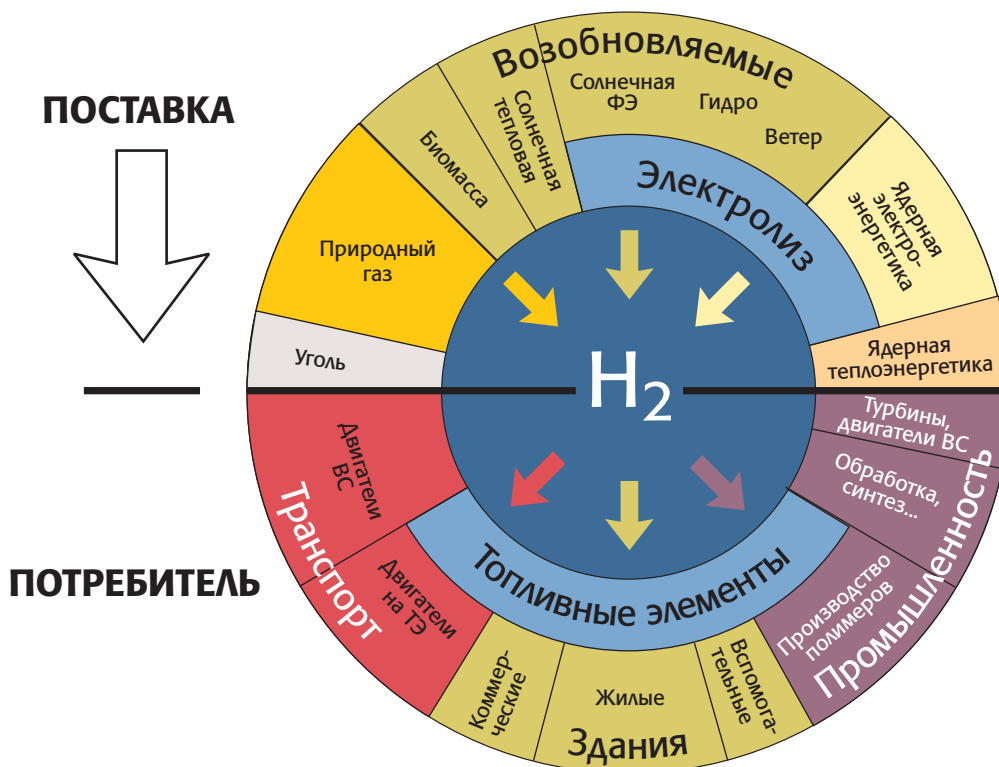 Возобновляемые
Солнечная
ФЭ
Гидро
Ветер
ПОСТАВКА
Солнечная
тепловая
Биомасса
Электролиз
Ядерная
электро-
энергетика
Природный
газ
Уголь
Ядерная
теплоэнергетика
H2
Турбины,
двигатели ВС
Двигатели
ВС
Обработка,
синтез...
Транспорт
Промышленность
ПОТРЕБИТЕЛЬ
Двигатели
на ТЭ
Топливные элементы
Производство
полимеров
Коммер-
ческие
Жилые
Вспомога-
тельные
Здания